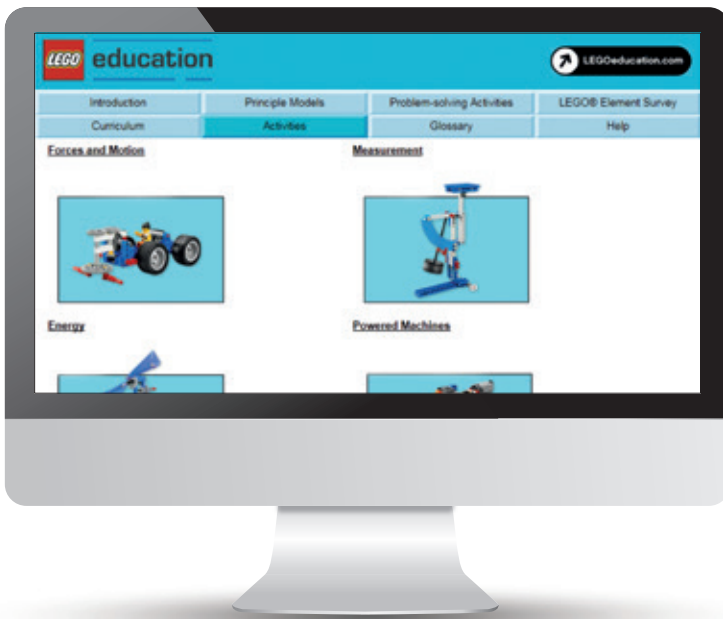 LEGO education
LEGOeducation.com
Introduction Principle Models Problem-solving Activities LEGO® Element Survey
Curriculum Activities Glossary Help
Forces and Motion Measurement
Energy Powered Machines